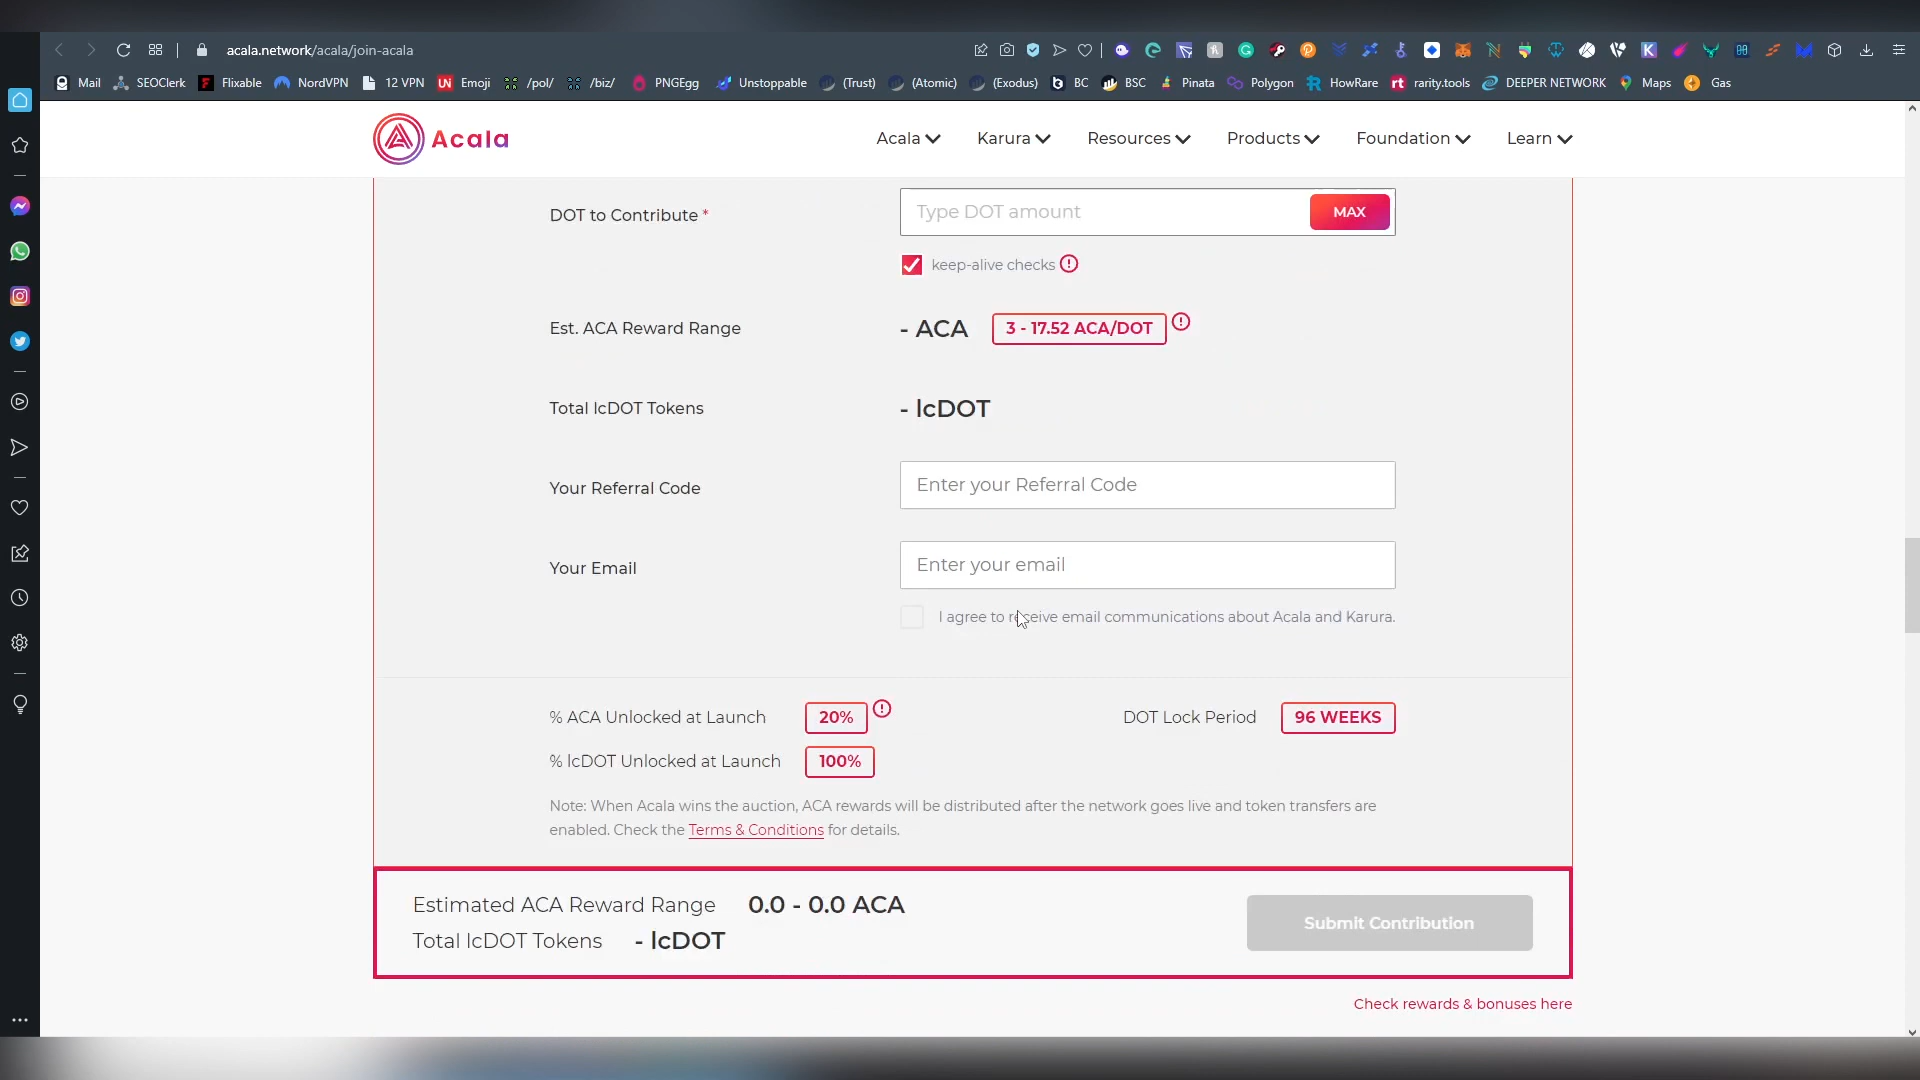 acala.network/acala/join-acala
Mail SEOClerk Flixable NordVPN 12 VPN Emoji /pol/ /biz/ PNGEgg Unstoppable (Trust) (Atomic) (Exodus) BC BSC Pinata Polygon HowRare rarity.tools DEEPER NETWORK Maps Gas
Acala
Acala Karura Resources Products Foundation Learn
DOT to Contribute *
Type DOT amount
MAX
keep-alive checks
Est. ACA Reward Range
- ACA
3 - 17.52 ACA/DOT
Total lcDOT Tokens
- lcDOT
Your Referral Code
Enter your Referral Code
Your Email
Enter your email
I agree to receive email communications about Acala and Karura.
% ACA Unlocked at Launch 20%
DOT Lock Period 96 WEEKS
% lcDOT Unlocked at Launch 100%
Note: When Acala wins the auction, ACA rewards will be distributed after the network goes live and token transfers are
enabled. Check the Terms & Conditions for details.
Estimated ACA Reward Range 0.0 - 0.0 ACA
Total lcDOT Tokens - lcDOT
Submit Contribution
Check rewards & bonuses here